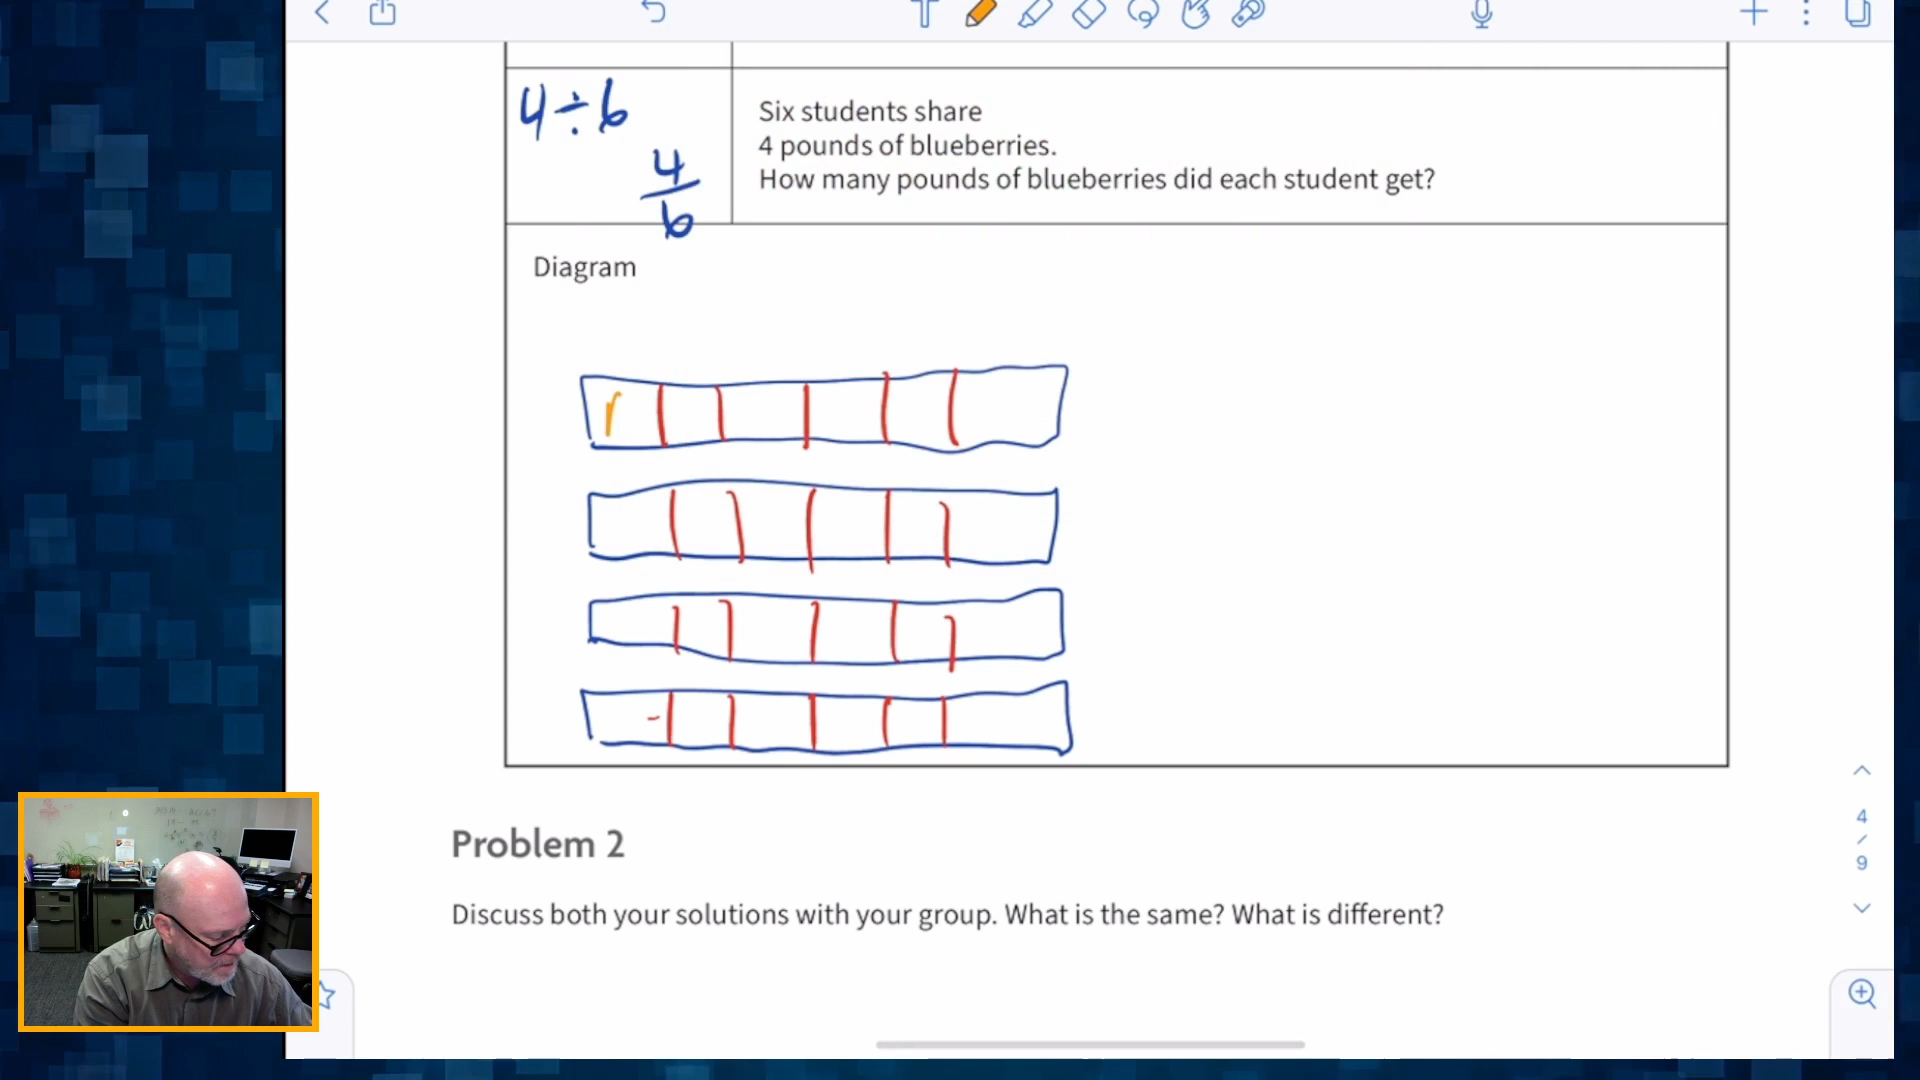 4÷6
4
6
Six students share
4 pounds of blueberries.
How many pounds of blueberries did each student get?
Diagram
Problem 2
Discuss both your solutions with your group. What is the same? What is different?
4
/
9